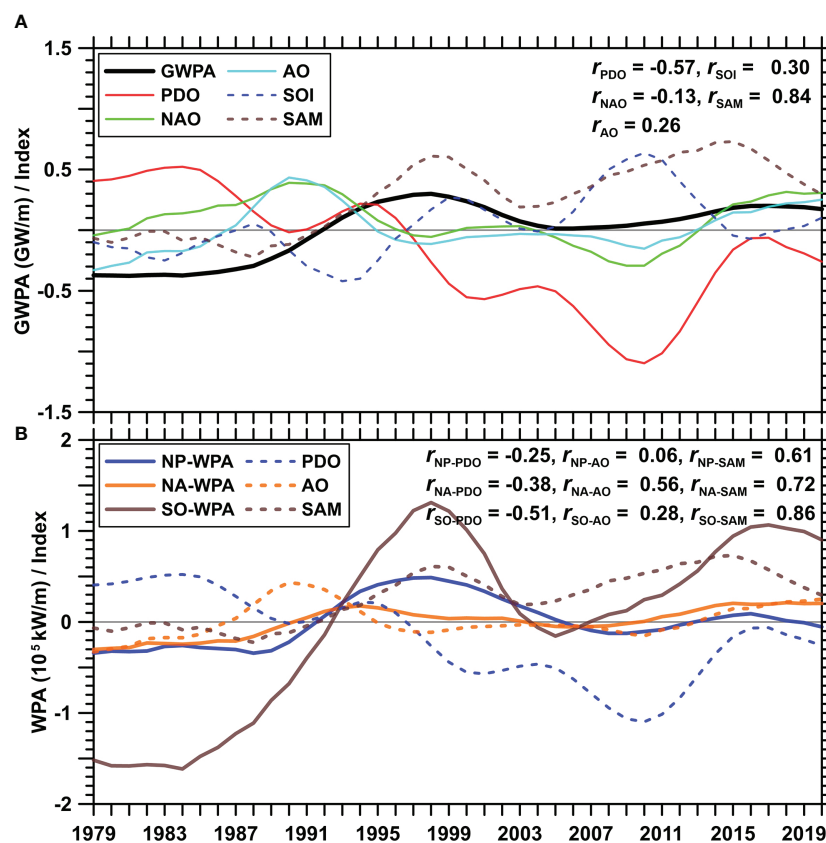 A
1.5
0.5
-0.5
-1.5
GWPA (GW/m) / Index
GWPA AO
PDO SOI
NAO SAM
rPDO = -0.57, rSOI = 0.30
rNAO = -0.13, rSAM = 0.84
rAO = 0.26
B
2
1
0
-1
-2
WPA (10⁵ kW/m) / Index
NP-WPA PDO
NA-WPA AO
SO-WPA SAM
rNP-PDO = -0.25, rNP-AO = 0.06, rNP-SAM = 0.61
rNA-PDO = -0.38, rNA-AO = 0.56, rNA-SAM = 0.72
rSO-PDO = -0.51, rSO-AO = 0.28, rSO-SAM = 0.86
1979 1983 1987 1991 1995 1999 2003 2007 2011 2015 2019